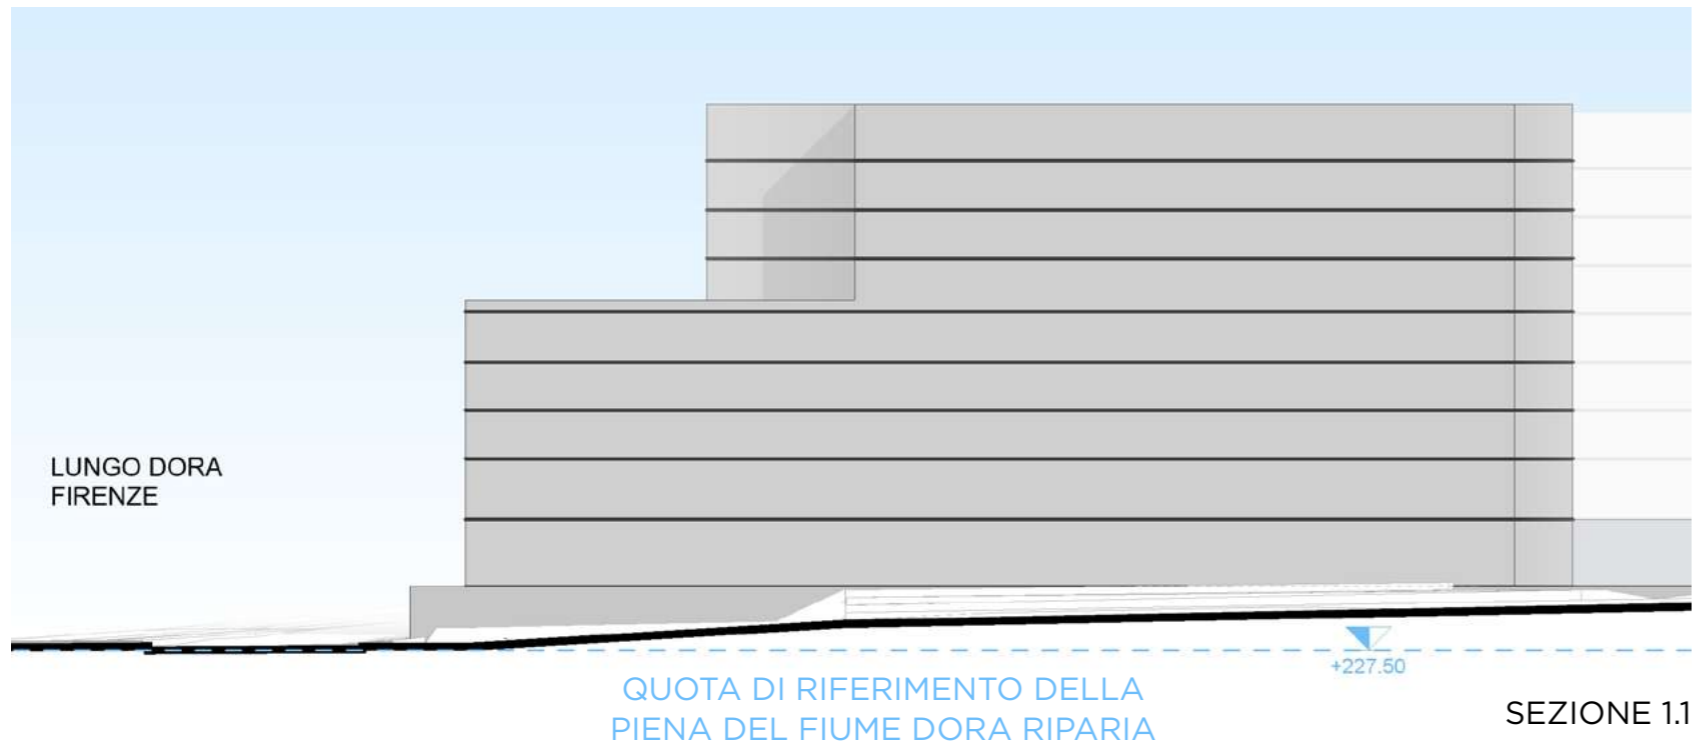 LUNGO DORA
FIRENZE
+227.50
QUOTA DI RIFERIMENTO DELLA
PIENA DEL FIUME DORA RIPARIA
SEZIONE 1.1